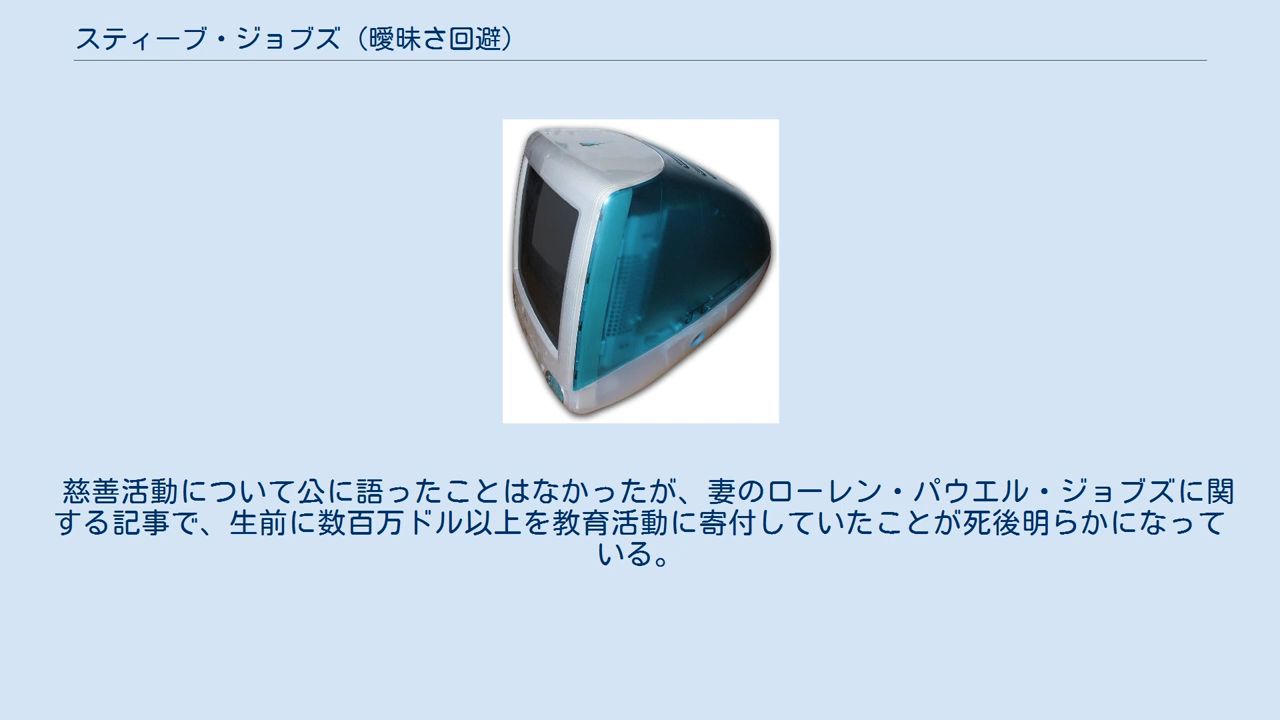 スティーブ・ジョブズ（曖昧さ回避）
慈善活動について公に語ったことはなかったが、妻のローレン・パウエル・ジョブズに関
する記事で、生前に数百万ドル以上を教育活動に寄付していたことが死後明らかになって
いる。